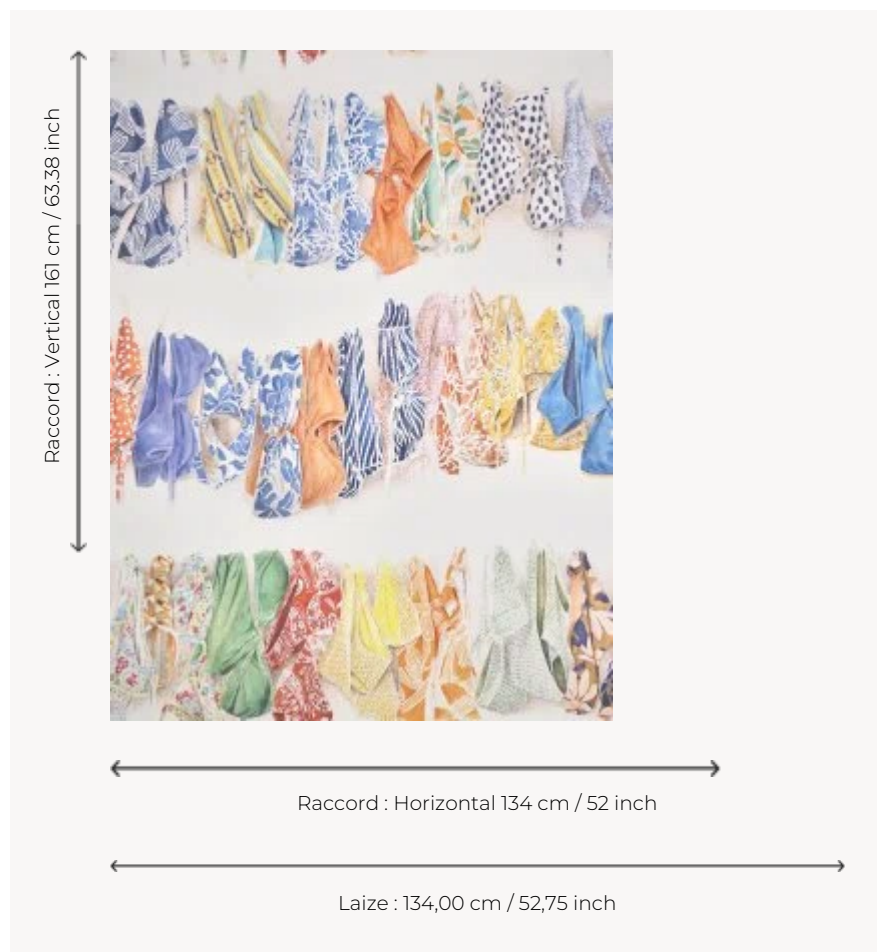 Raccord : Vertical 161 cm / 63.38 inch
Raccord : Horizontal 134 cm / 52 inch
Laize : 134,00 cm / 52,75 inch